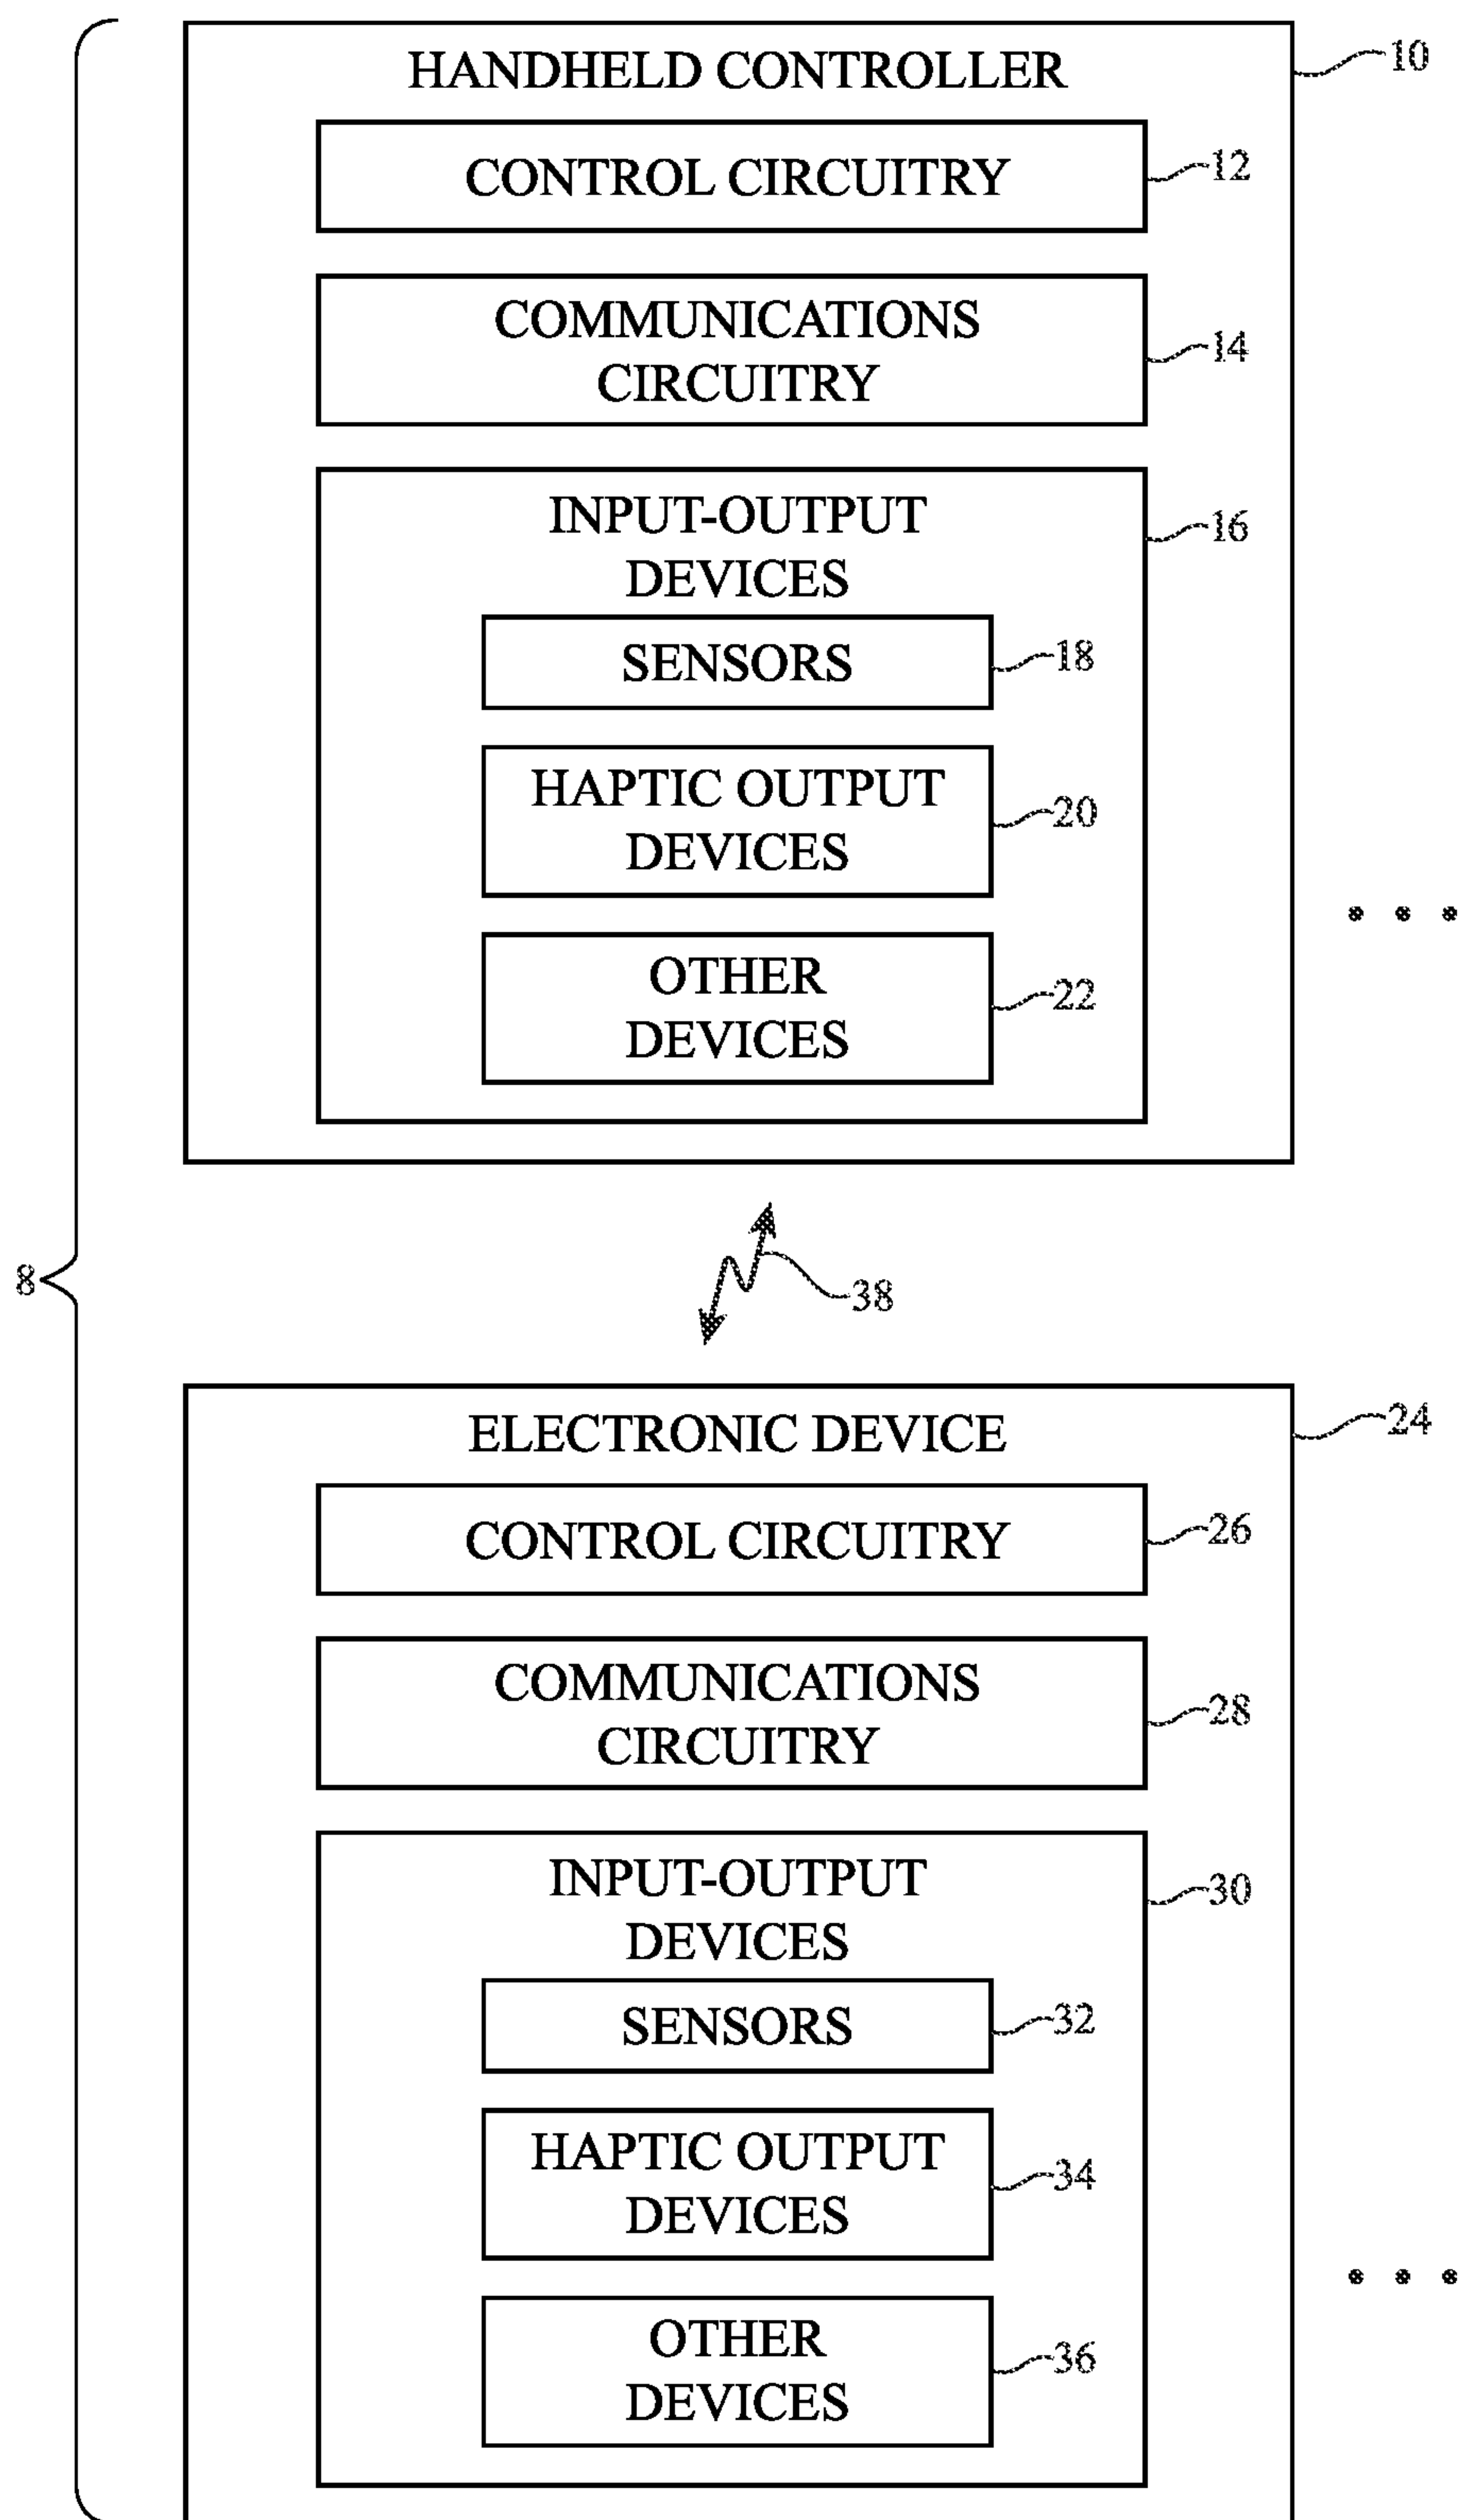 HANDHELD CONTROLLER
10
CONTROL CIRCUITRY
12
COMMUNICATIONS
CIRCUITRY
14
INPUT-OUTPUT
DEVICES
16
SENSORS
18
HAPTIC OUTPUT
DEVICES
20
OTHER
DEVICES
22
8
38
ELECTRONIC DEVICE
24
CONTROL CIRCUITRY
26
COMMUNICATIONS
CIRCUITRY
28
INPUT-OUTPUT
DEVICES
30
SENSORS
32
HAPTIC OUTPUT
DEVICES
34
OTHER
DEVICES
36